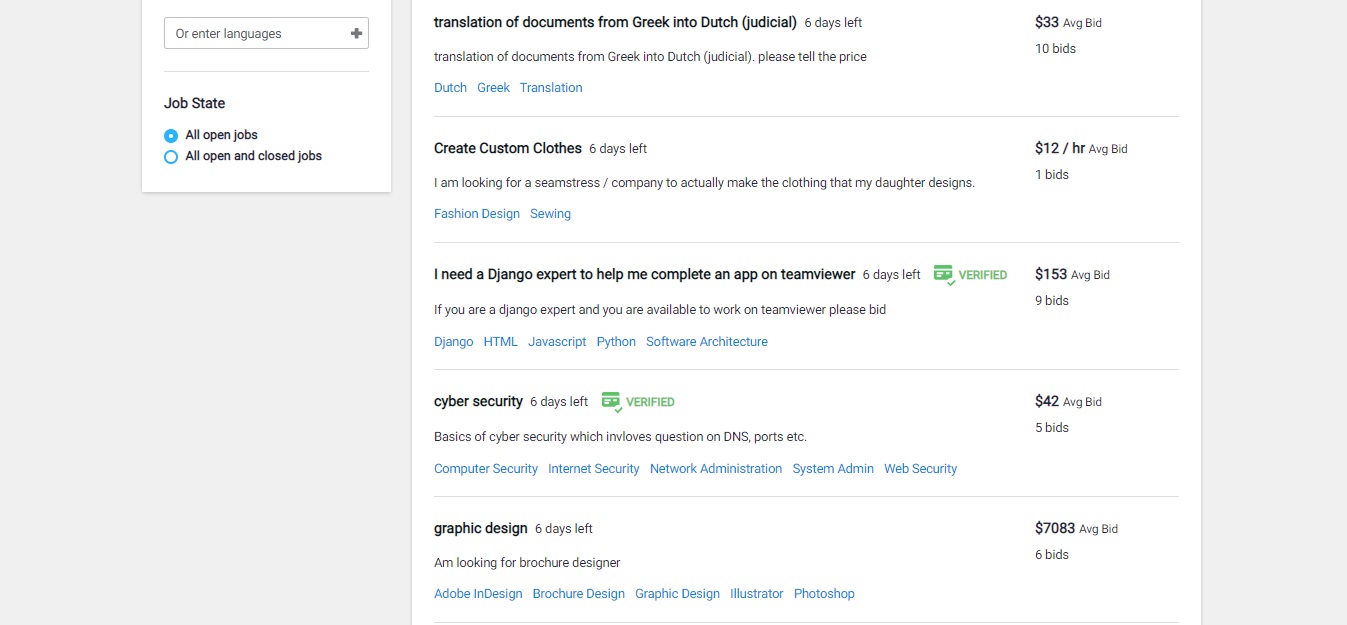 Or enter languages
Job State
All open jobs
All open and closed jobs
translation of documents from Greek into Dutch (judicial) 6 days left
$33 Avg Bid
10 bids
translation of documents from Greek into Dutch (judicial). please tell the price
Dutch Greek Translation
Create Custom Clothes 6 days left
$12 / hr Avg Bid
1 bids
I am looking for a seamstress / company to actually make the clothing that my daughter designs.
Fashion Design Sewing
I need a Django expert to help me complete an app on teamviewer 6 days left VERIFIED
$153 Avg Bid
9 bids
If you are a django expert and you are available to work on teamviewer please bid
Django HTML Javascript Python Software Architecture
cyber security 6 days left VERIFIED
$42 Avg Bid
5 bids
Basics of cyber security which invloves question on DNS, ports etc.
Computer Security Internet Security Network Administration System Admin Web Security
graphic design 6 days left
$7083 Avg Bid
6 bids
Am looking for brochure designer
Adobe InDesign Brochure Design Graphic Design Illustrator Photoshop